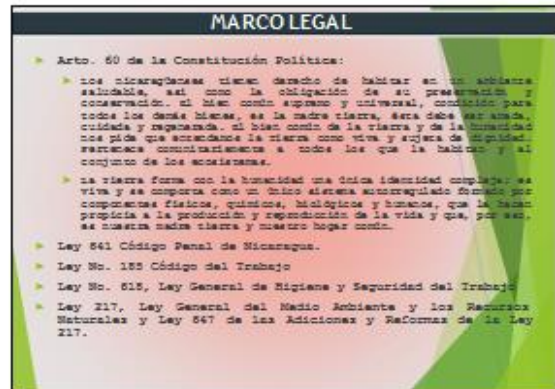 MARCO LEGAL
Arto. 60 de la Constitución Política:
Los nicaragüenses tienen derecho de habitar en un ambiente
saludable, así como la obligación de su preservación y
conservación. El bien común supremo y universal, condición para
todos los demás bienes, es la madre tierra, ésta debe ser amada,
cuidada y regenerada. El bien común de la tierra y de la humanidad
nos pide que entendamos la tierra como viva y sujeta de dignidad.
Pertenece comunitariamente a todos los que la habitan y al
conjunto de los ecosistemas.
La tierra forma con la humanidad una única identidad compleja; es
viva y se comporta como un único sistema autorregulado formado por
componentes físicos, químicos, biológicos y humanos, que la hacen
propicia a la producción y reproducción de la vida y que, por eso,
es nuestra madre tierra y nuestro hogar común.
Ley 641 Código Penal de Nicaragua.
Ley No. 185 Código del Trabajo
Ley No. 618, Ley General de Higiene y Seguridad del Trabajo
Ley 217, Ley General del Medio Ambiente y los Recursos
Naturales y Ley 647 de las Adiciones y Reformas de la Ley
217.